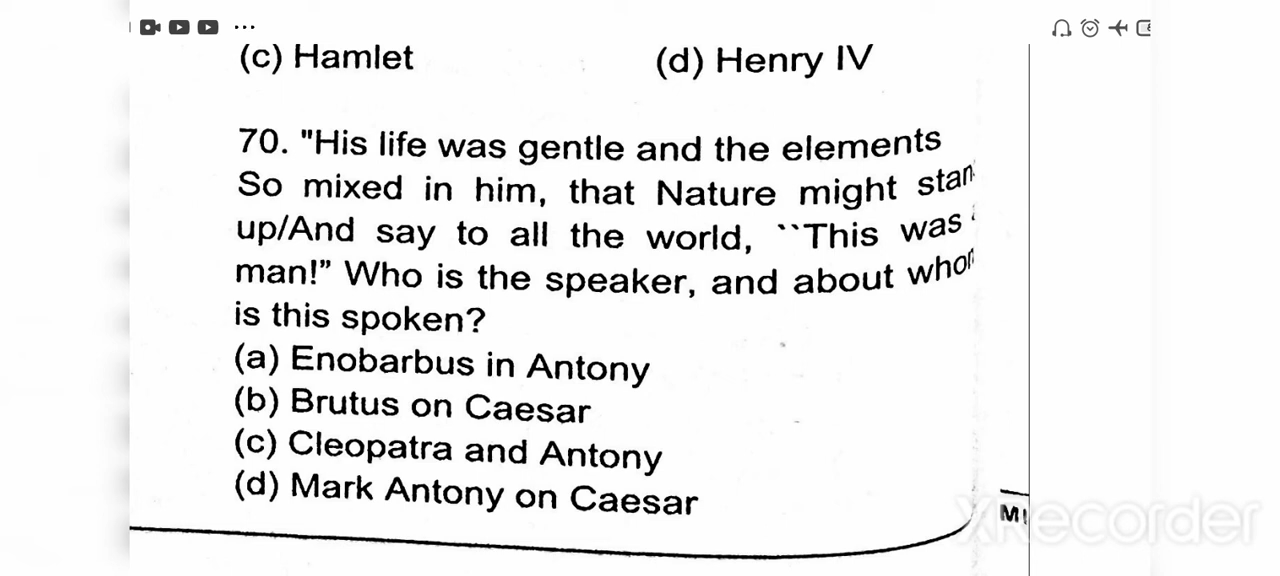 (c) Hamlet (d) Henry IV
70. "His life was gentle and the elements
So mixed in him, that Nature might stan
up/And say to all the world, ``This was
man!” Who is the speaker, and about whom
is this spoken?
(a) Enobarbus in Antony
(b) Brutus on Caesar
(c) Cleopatra and Antony
(d) Mark Antony on Caesar
XRecorder